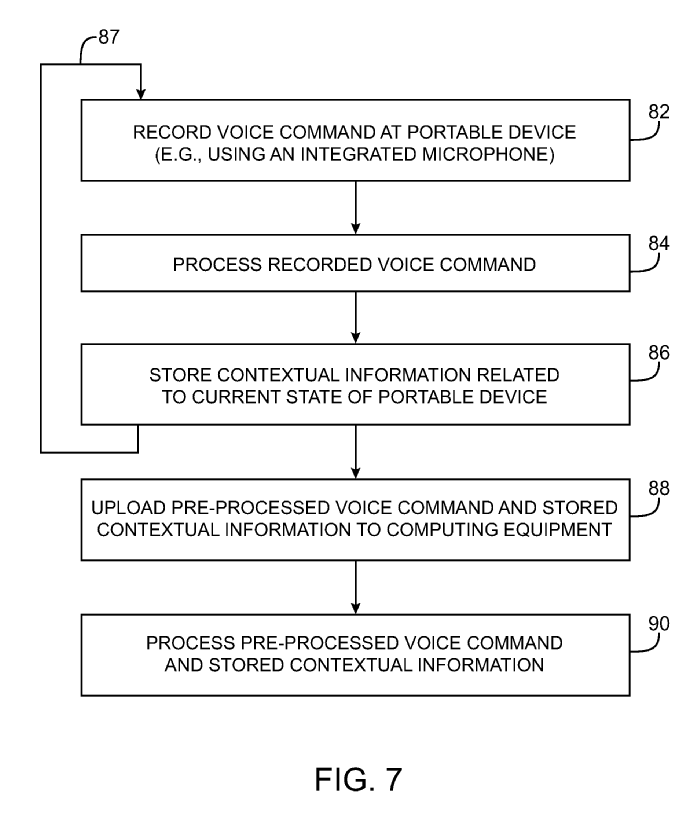 87
82
RECORD VOICE COMMAND AT PORTABLE DEVICE
(E.G., USING AN INTEGRATED MICROPHONE)
84
PROCESS RECORDED VOICE COMMAND
86
STORE CONTEXTUAL INFORMATION RELATED
TO CURRENT STATE OF PORTABLE DEVICE
88
UPLOAD PRE-PROCESSED VOICE COMMAND AND STORED
CONTEXTUAL INFORMATION TO COMPUTING EQUIPMENT
90
PROCESS PRE-PROCESSED VOICE COMMAND
AND STORED CONTEXTUAL INFORMATION
FIG. 7